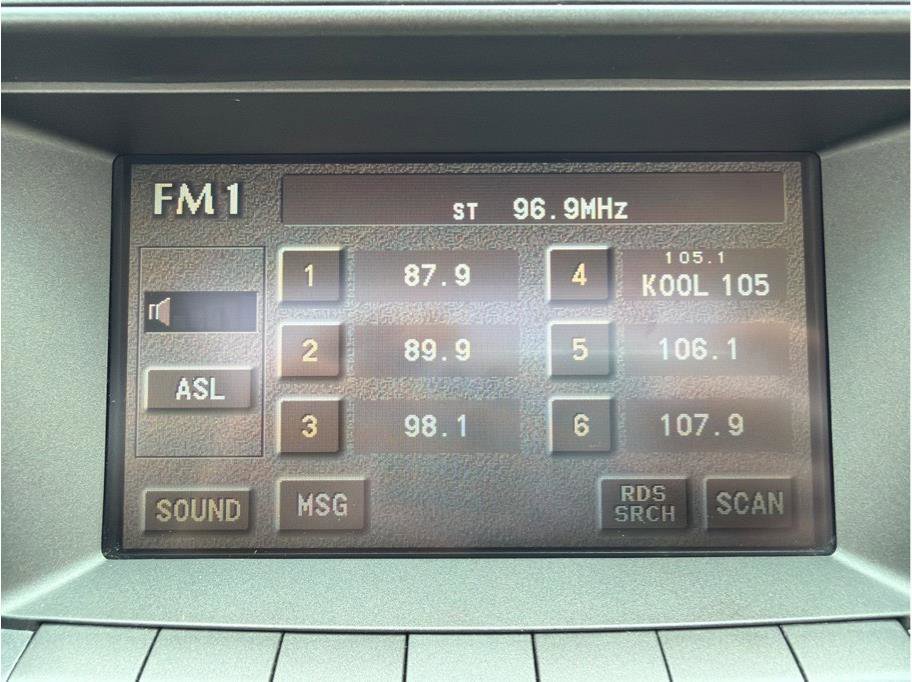 FM1
ST 96.9MHz
1 87.9
4 105.1
KOOL 105
2 89.9
5 106.1
ASL
3 98.1
6 107.9
SOUND
MSG
RDS
SRCH
SCAN